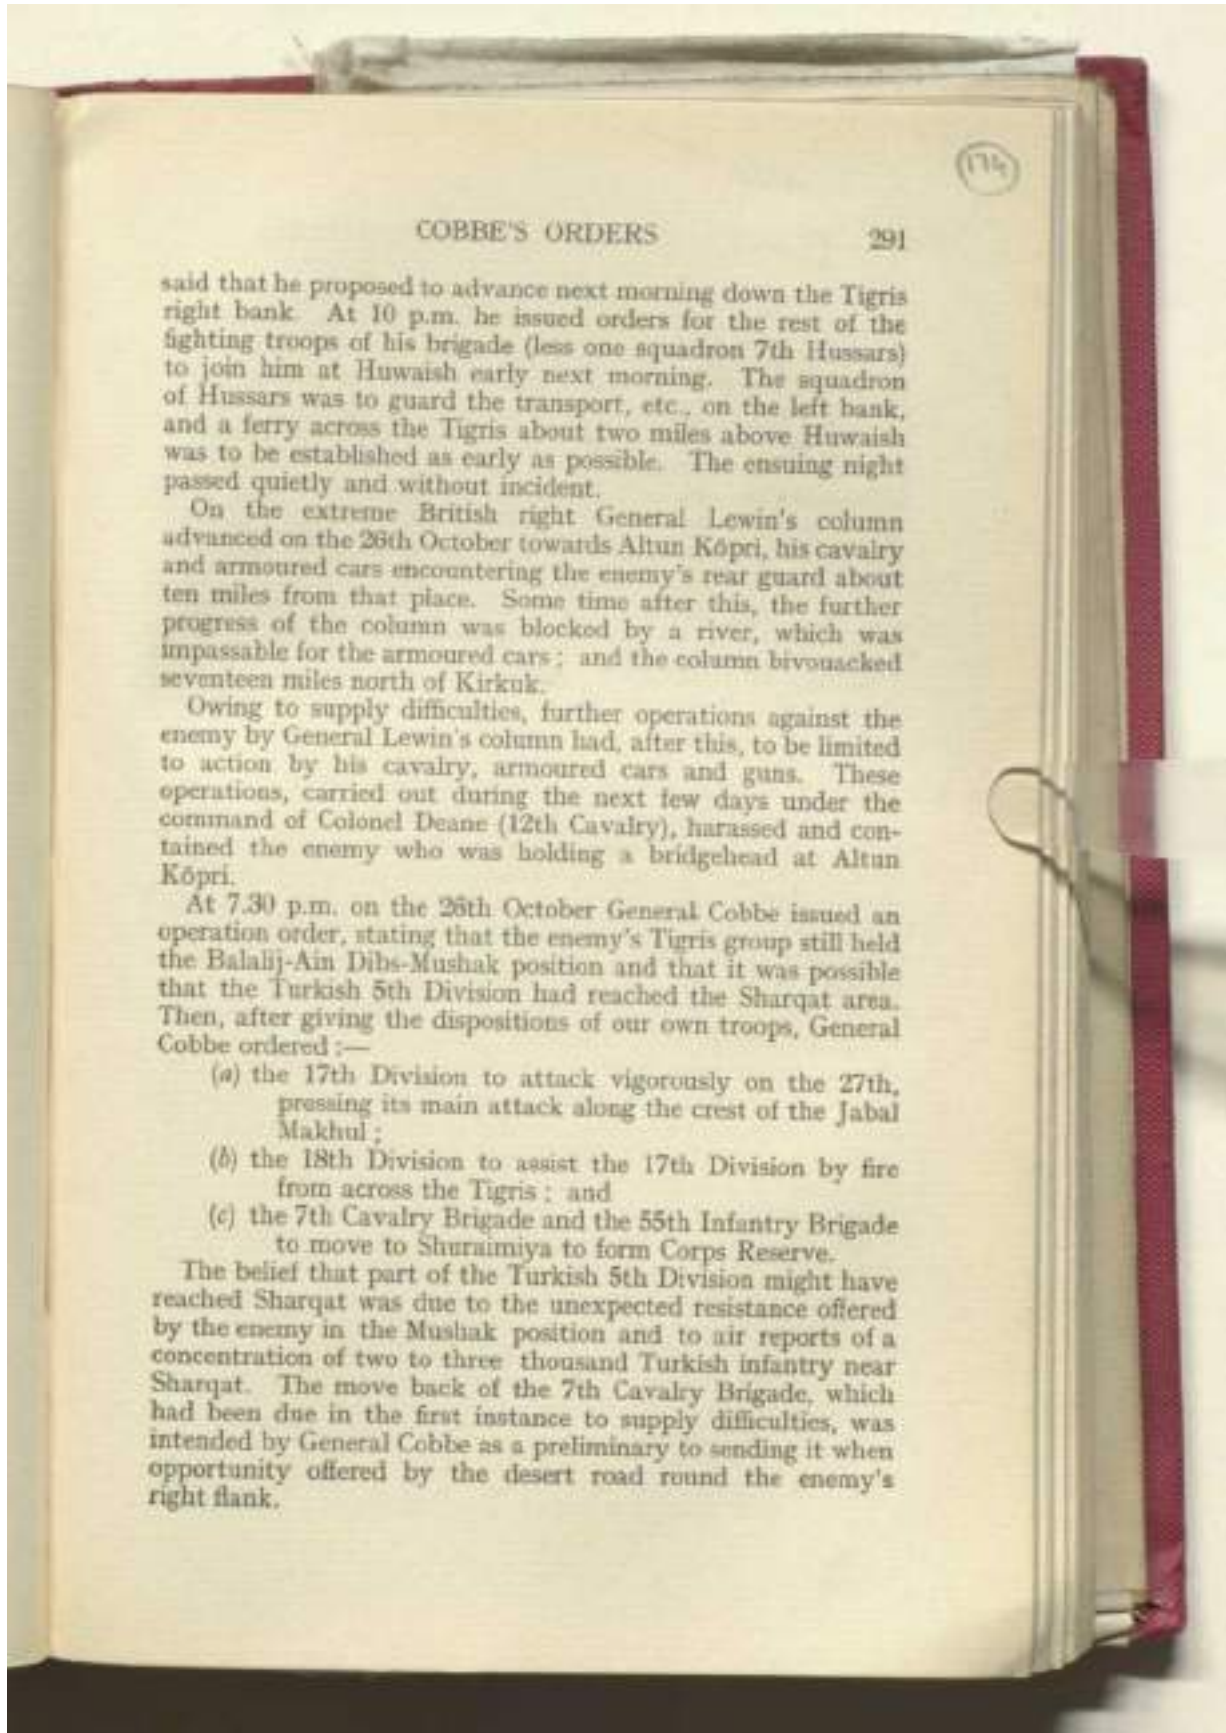 174
COBBE'S ORDERS 291
said that he proposed to advance next morning down the Tigris
right bank. At 10 p.m. he issued orders for the rest of the
fighting troops of his brigade (less one squadron 7th Hussars)
to join him at Huwaish early next morning. The squadron
of Hussars was to guard the transport, etc., on the left bank,
and a ferry across the Tigris about two miles above Huwaish
was to be established as early as possible. The ensuing night
passed quietly and without incident.
On the extreme British right General Lewin's column
advanced on the 26th October towards Altun Kôpri, his cavalry
and armoured cars encountering the enemy's rear guard about
ten miles from that place. Some time after this, the further
progress of the column was blocked by a river, which was
impassable for the armoured cars ; and the column bivouacked
seventeen miles north of Kirkuk.
Owing to supply difficulties, further operations against the
enemy by General Lewin's column had, after this, to be limited
to action by his cavalry, armoured cars and guns. These
operations, carried out during the next few days under the
command of Colonel Deane (12th Cavalry), harassed and con-
tained the enemy who was holding a bridgehead at Altun
Kôpri.
At 7.30 p.m. on the 26th October General Cobbe issued an
operation order, stating that the enemy's Tigris group still held
the Balalij-Ain Dibs-Mushak position and that it was possible
that the Turkish 5th Division had reached the Sharqat area.
Then, after giving the dispositions of our own troops, General
Cobbe ordered :—
(a) the 17th Division to attack vigorously on the 27th,
pressing its main attack along the crest of the Jabal
Makhul ;
(b) the 18th Division to assist the 17th Division by fire
from across the Tigris ; and
(c) the 7th Cavalry Brigade and the 55th Infantry Brigade
to move to Shuraimiya to form Corps Reserve.
The belief that part of the Turkish 5th Division might have
reached Sharqat was due to the unexpected resistance offered
by the enemy in the Mushak position and to air reports of a
concentration of two to three thousand Turkish infantry near
Sharqat. The move back of the 7th Cavalry Brigade, which
had been due in the first instance to supply difficulties, was
intended by General Cobbe as a preliminary to sending it when
opportunity offered by the desert road round the enemy's
right flank.